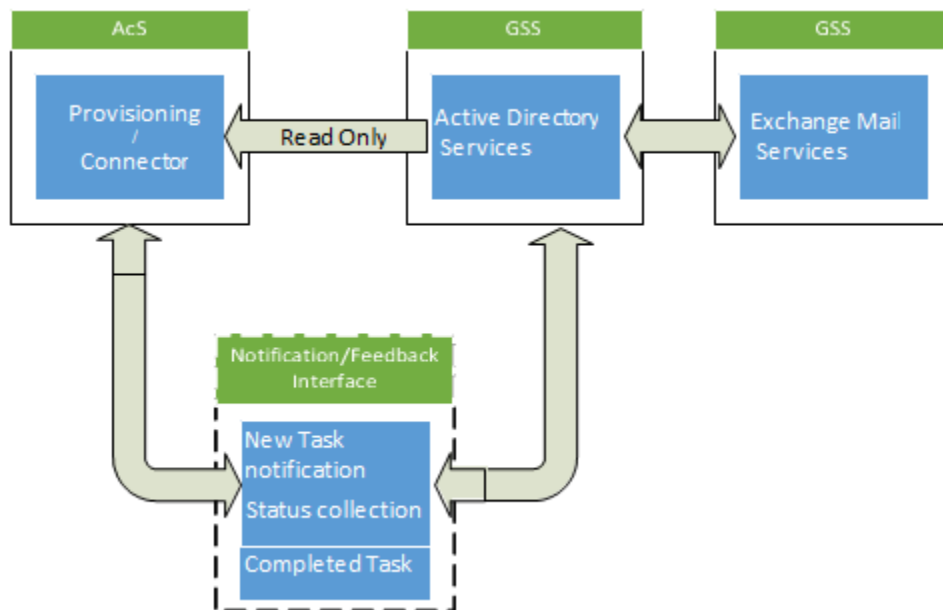 AcS
GSS
GSS
Provisioning
/
Connector
Read Only
Active Directory
Services
Exchange Mail
Services
Notification/Feedback
Interface
New Task
notification
Status collection
Completed Task